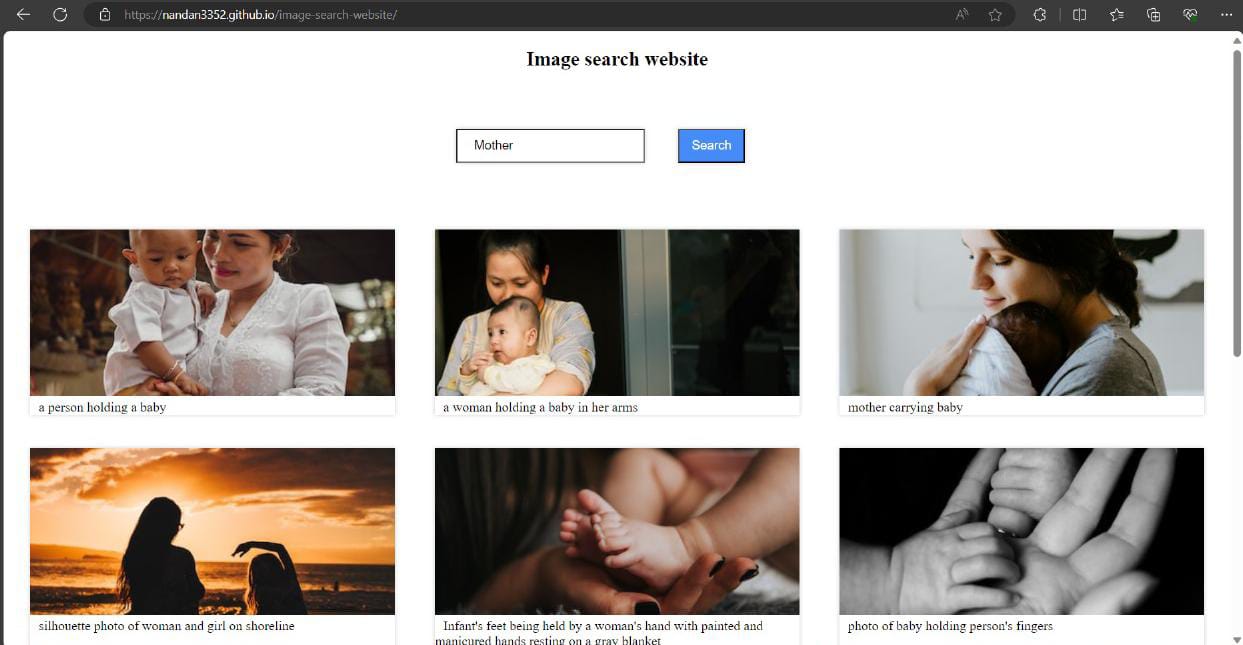 https://nandan3352.github.io/image-search-website/
Image search website
Mother
Search
a person holding a baby
a woman holding a baby in her arms
mother carrying baby
silhouette photo of woman and girl on shoreline
Infant's feet being held by a woman's hand with painted and
manicured hands resting on a gray blanket
photo of baby holding person's fingers